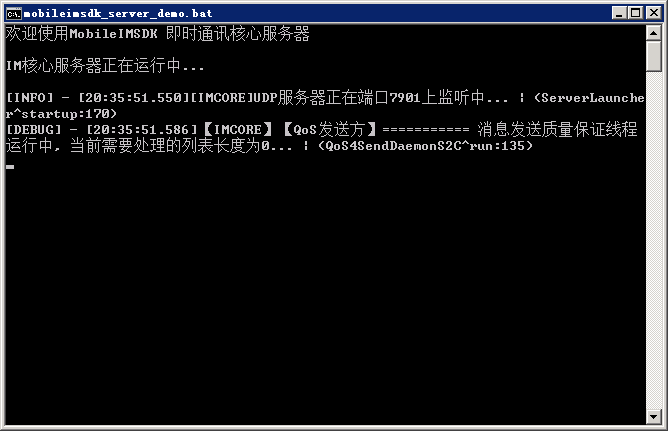 mobileimsdk_server_demo.bat
欢迎使用MobileIMSDK 即时通讯核心服务器
IM核心服务器正在运行中...
[INFO] - [20:35:51.550][IMCORE]UDP服务器正在端口7901上监听中... | (ServerLaunche
r^startup:170)
[DEBUG] - [20:35:51.586]【IMCORE】【QoS发送方】=========== 消息发送质量保证线程
运行中, 当前需要处理的列表长度为0... | (QoS4SendDaemonS2C^run:135)